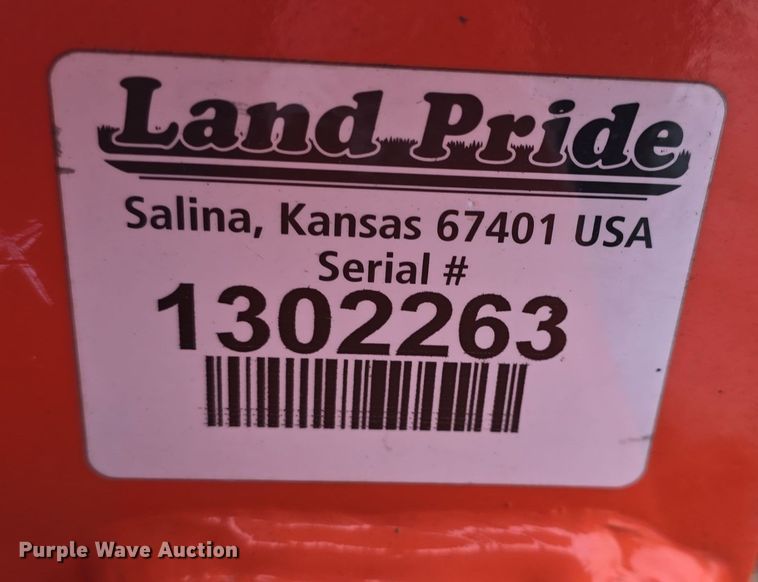 Land Pride
Salina, Kansas 67401 USA
Serial #
1302263
Purple Wave Auction